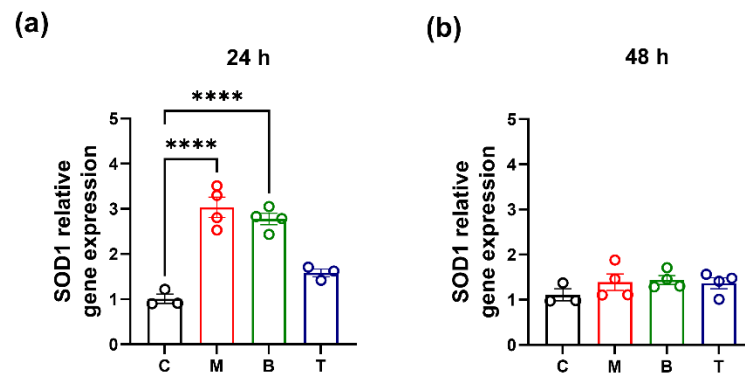 (a)
24 h
****
****
SOD1 relative
gene expression
5
4
3
2
1
0
C M B T
(b)
48 h
SOD1 relative
gene expression
5
4
3
2
1
0
C M B T